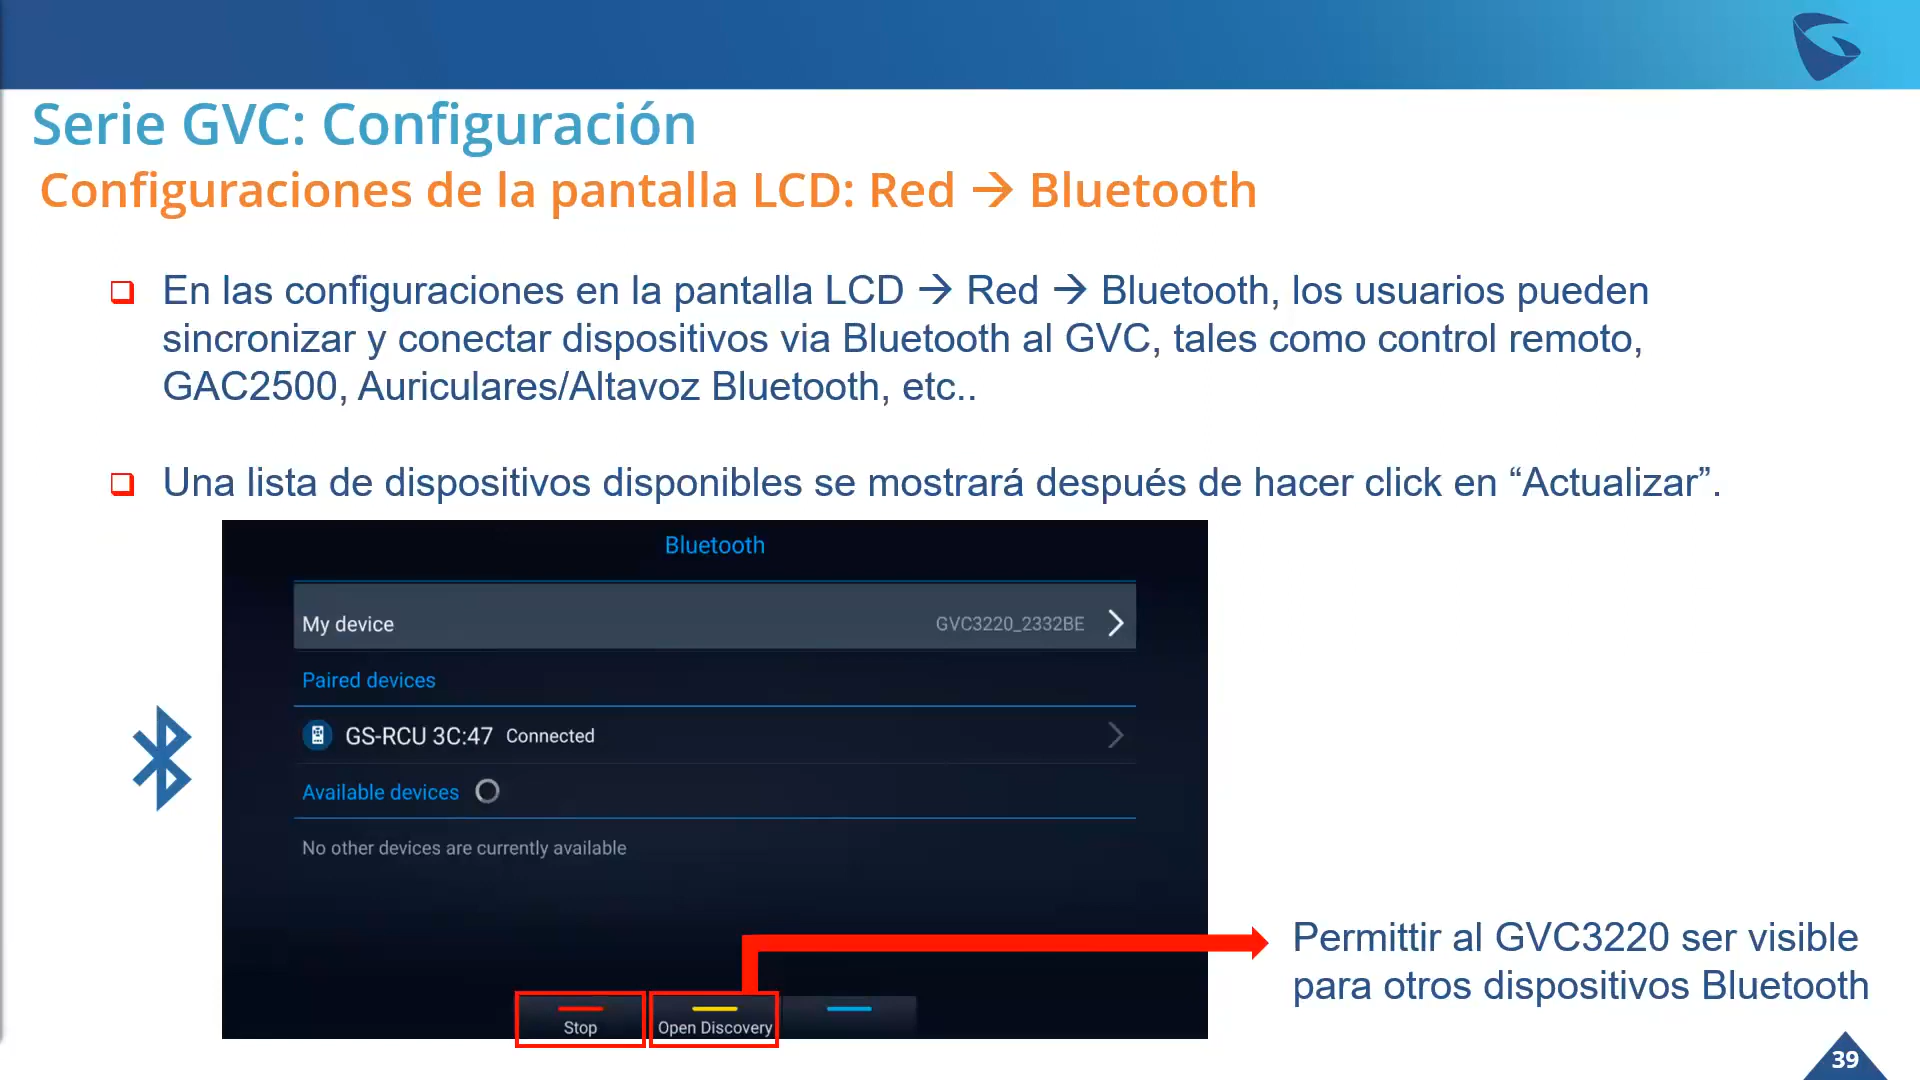 Serie GVC: Configuración
Configuraciones de la pantalla LCD: Red → Bluetooth
En las configuraciones en la pantalla LCD → Red → Bluetooth, los usuarios pueden
sincronizar y conectar dispositivos via Bluetooth al GVC, tales como control remoto,
GAC2500, Auriculares/Altavoz Bluetooth, etc..
Una lista de dispositivos disponibles se mostrará después de hacer click en “Actualizar”.
Bluetooth
My device GVC3220_2332BE
Paired devices
GS-RCU 3C:47 Connected
Available devices
No other devices are currently available
Stop Open Discovery
Permittir al GVC3220 ser visible
para otros dispositivos Bluetooth
39